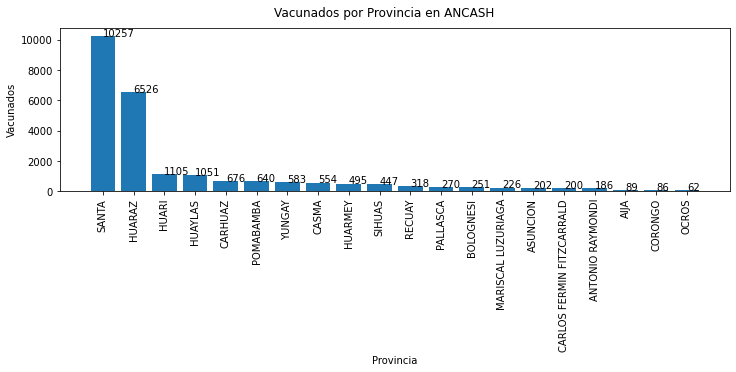 Vacunados por Provincia en ANCASH
Vacunados
10000
8000
6000
4000
2000
0
10257
6526
1105
1051
676
640
583
554
495
447
318
270
251
226
202
200
186
89
86
62
SANTA
HUARAZ
HUARI
HUAYLAS
CARHUAZ
POMABAMBA
YUNGAY
CASMA
HUARMEY
SIHUAS
RECUAY
PALLASCA
BOLOGNESI
MARISCAL LUZURIAGA
ASUNCION
CARLOS FERMIN FITZCARRALD
ANTONIO RAYMONDI
AIJA
CORONGO
OCROS
Provincia